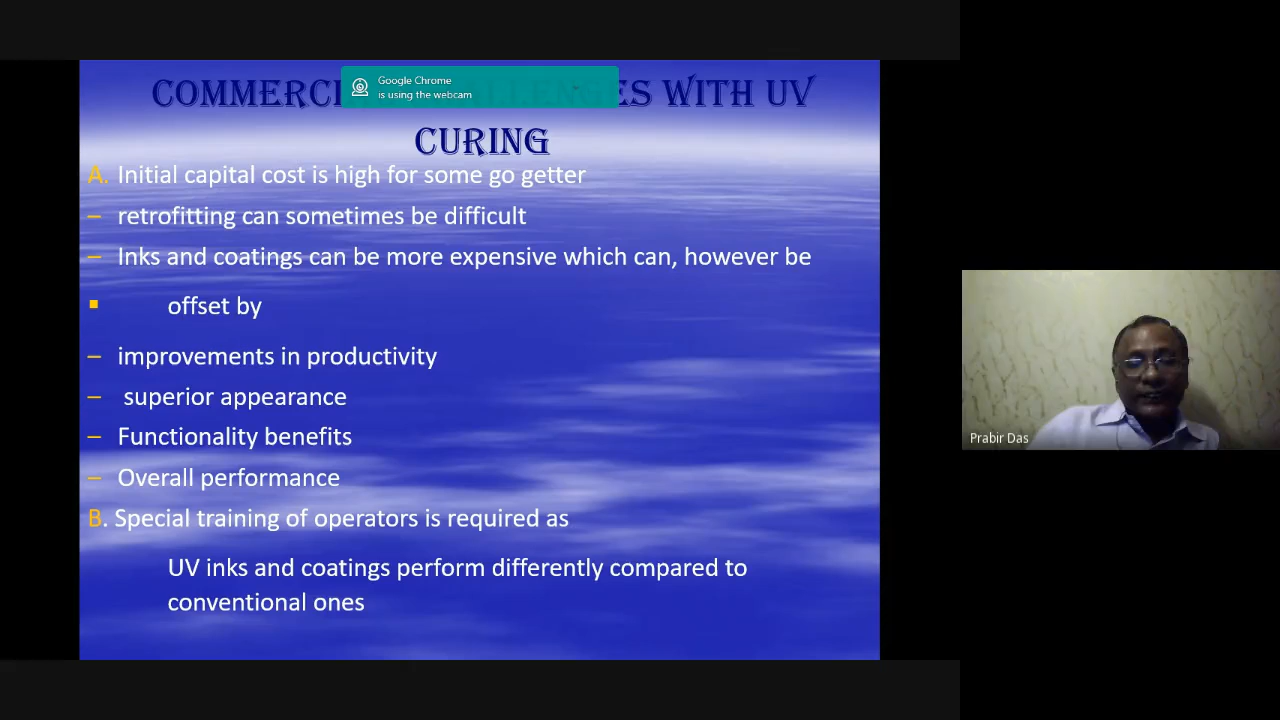 COMMERCI LENGES WITH UV
Google Chrome
is using the webcam
CURING
A. Initial capital cost is high for some go getter
– retrofitting can sometimes be difficult
– Inks and coatings can be more expensive which can, however be
▪ offset by
– improvements in productivity
– superior appearance
– Functionality benefits
– Overall performance
B. Special training of operators is required as
UV inks and coatings perform differently compared to
conventional ones
Prabir Das